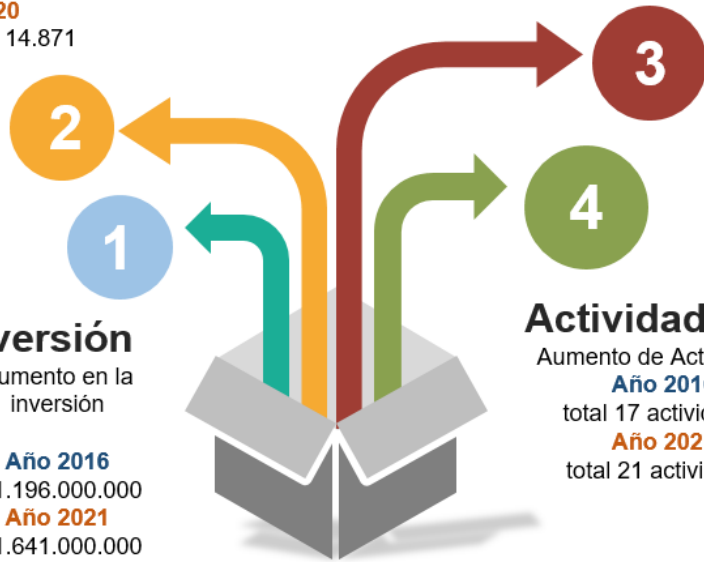 20
14.871
3
2
4
1
versión
umento en la
inversión
Año 2016
1.196.000.000
Año 2021
1.641.000.000
Actividad
Aumento de Act
Año 201
total 17 activi
Año 202
total 21 activi